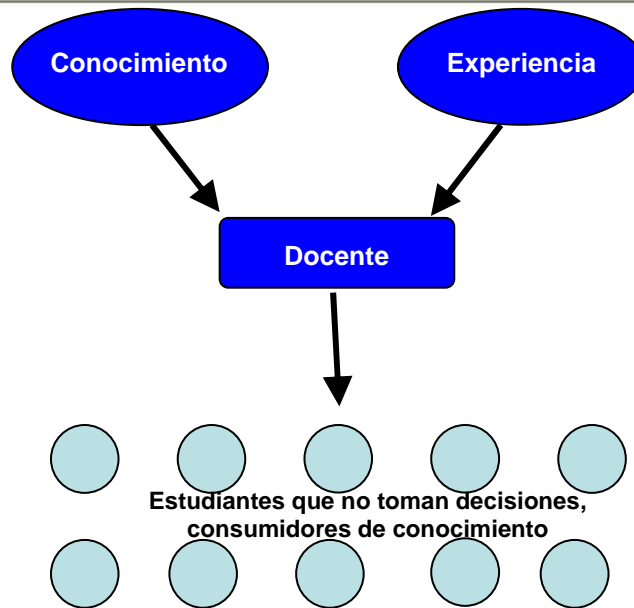 Conocimiento
Experiencia
Docente
Estudiantes que no toman decisiones,
consumidores de conocimiento